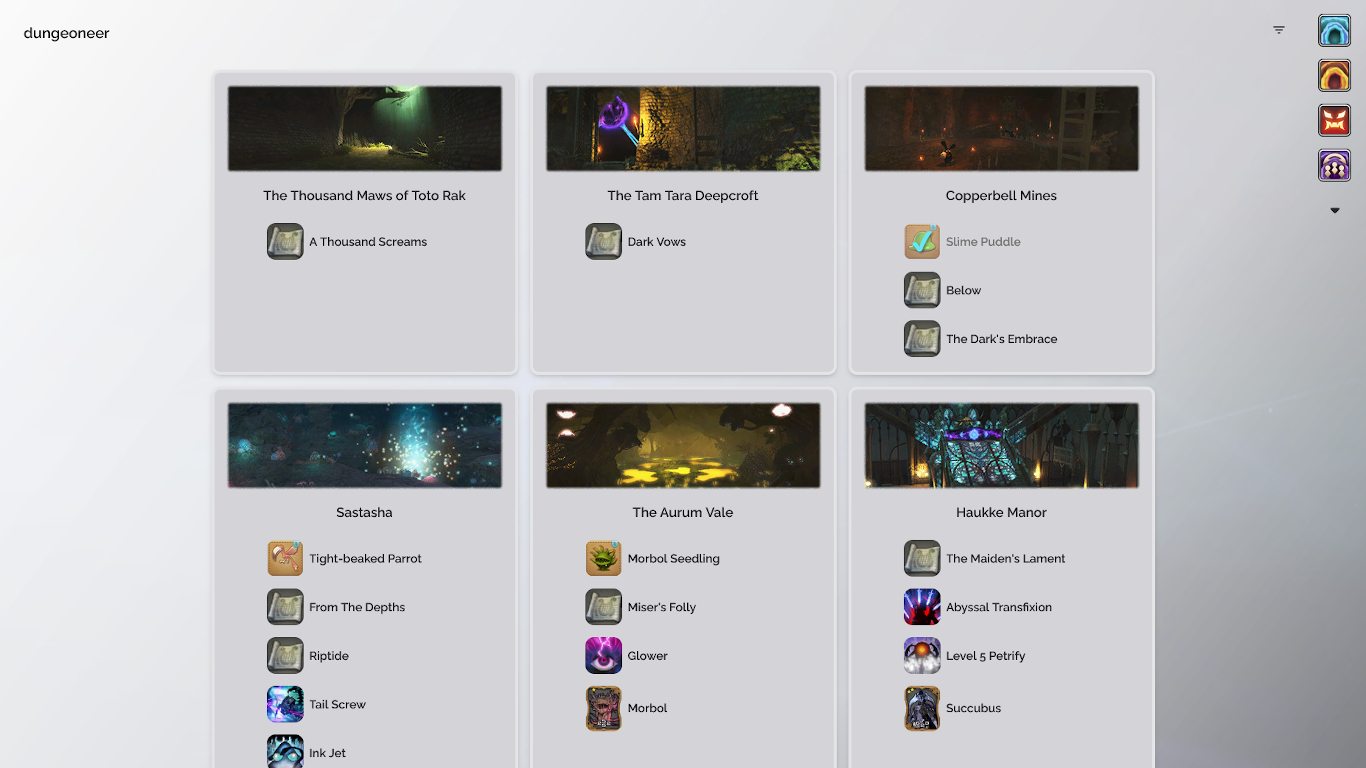 dungeoneer
The Thousand Maws of Toto Rak
A Thousand Screams
The Tam Tara Deepcroft
Dark Vows
Copperbell Mines
Slime Puddle
Below
The Dark's Embrace
Sastasha
Tight-beaked Parrot
From The Depths
Riptide
Tail Screw
Ink Jet
The Aurum Vale
Morbol Seedling
Miser's Folly
Glower
Morbol
Haukke Manor
The Maiden's Lament
Abyssal Transfixion
Level 5 Petrify
Succubus